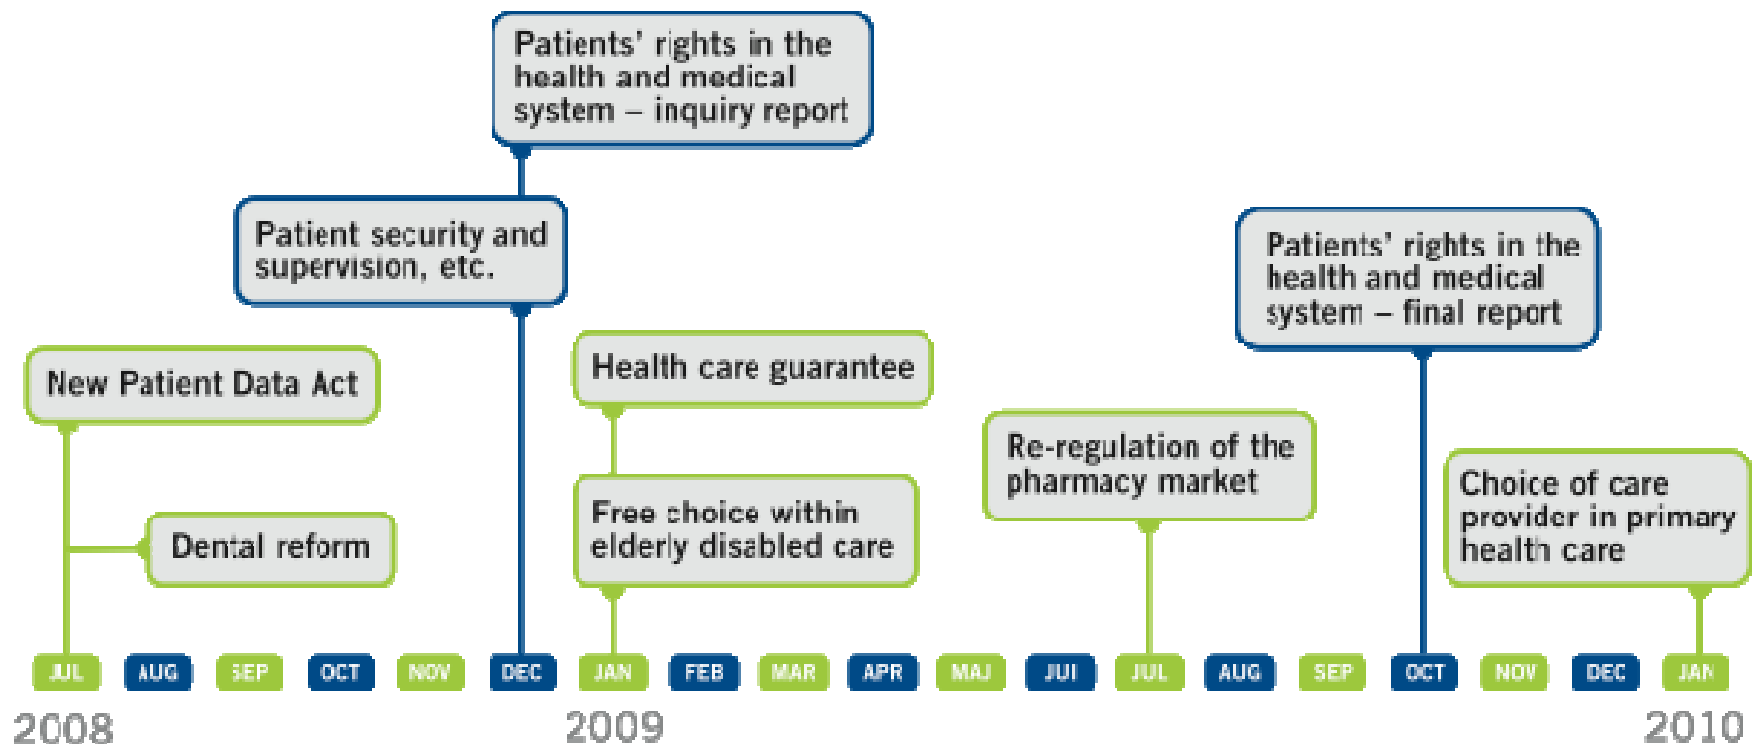 Patients' rights in the
health and medical
system – inquiry report
Patient security and
supervision, etc.
Patients' rights in the
health and medical
system – final report
New Patient Data Act
Health care guarantee
Re-regulation of the
pharmacy market
Choice of care
provider in primary
health care
Dental reform
Free choice within
elderly disabled care
JUL AUG SEP OCT NOV DEC JAN FEB MAR APR MAJ JUI JUL AUG SEP OCT NOV DEC JAN
2008 2009 2010